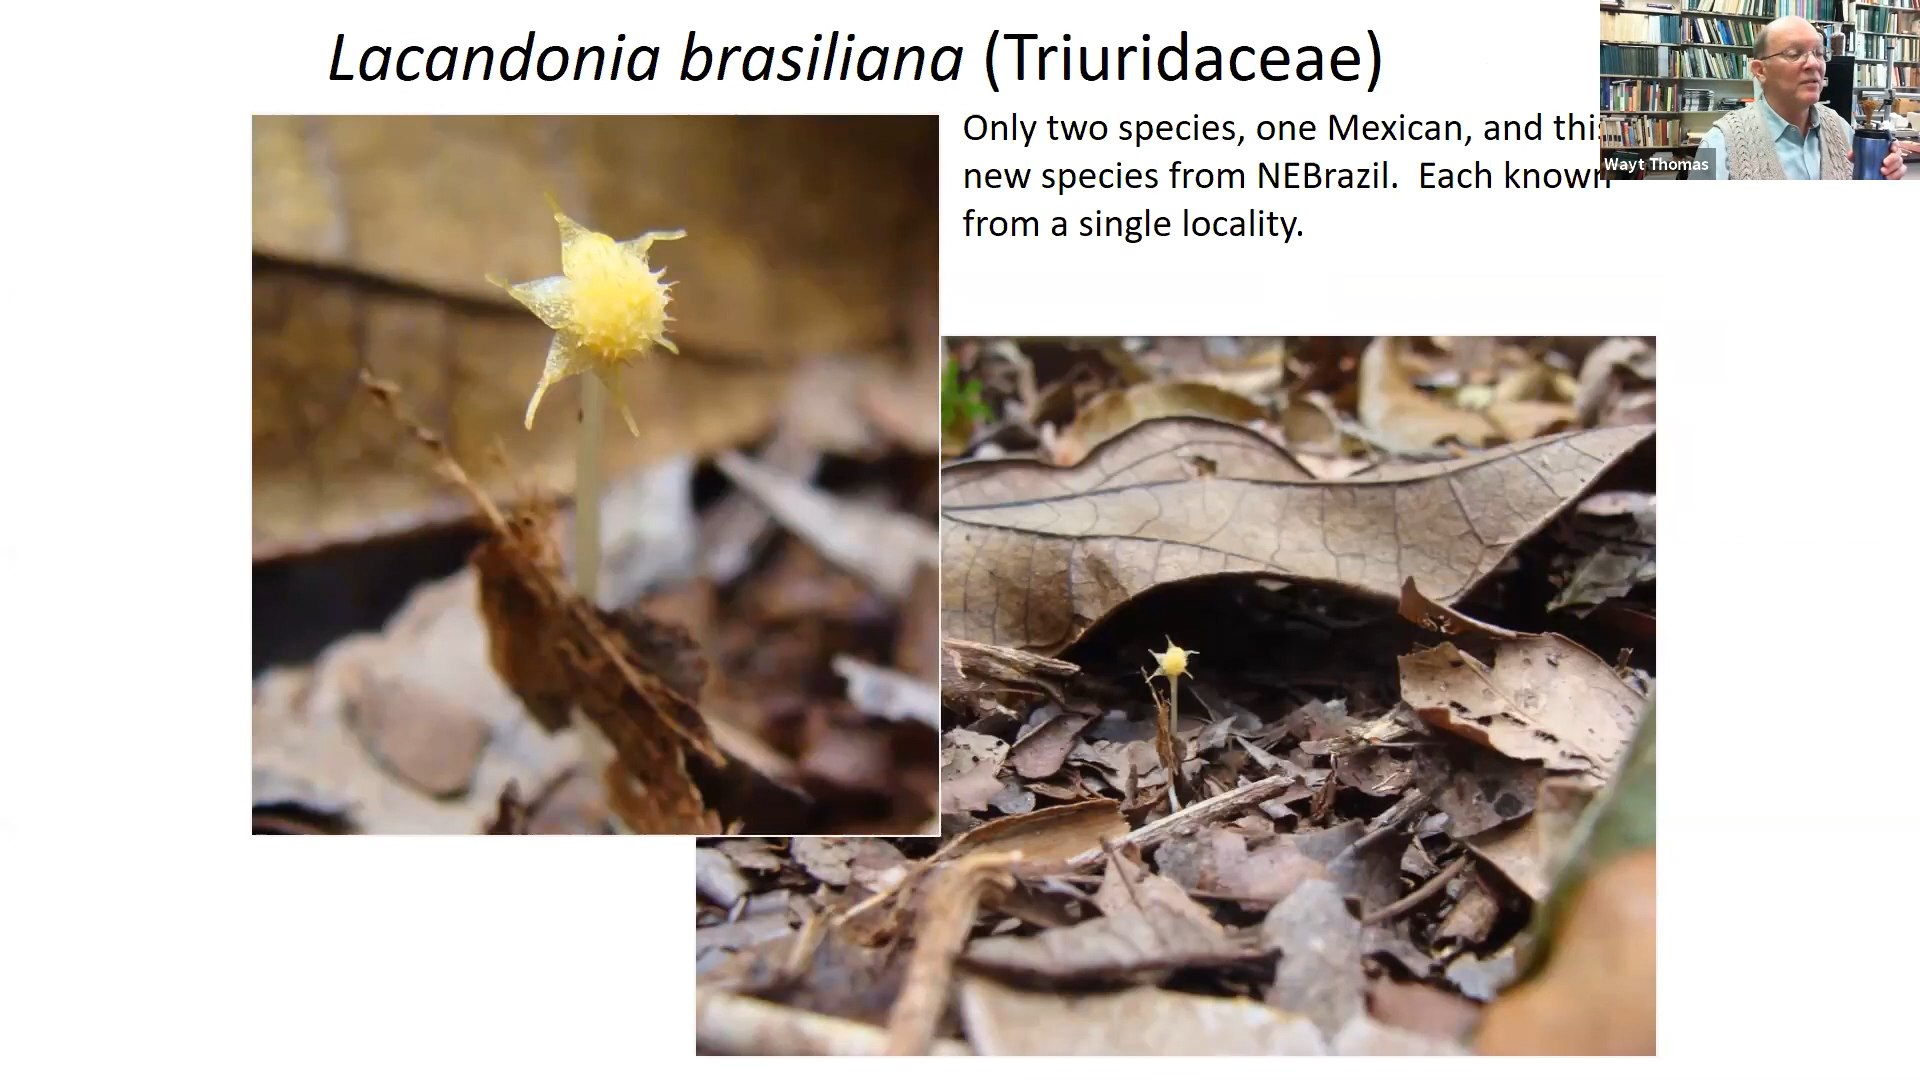 Lacandonia brasiliana (Triuridaceae)
Only two species, one Mexican, and this
new species from NEBrazil. Each known
from a single locality.
Wayt Thomas